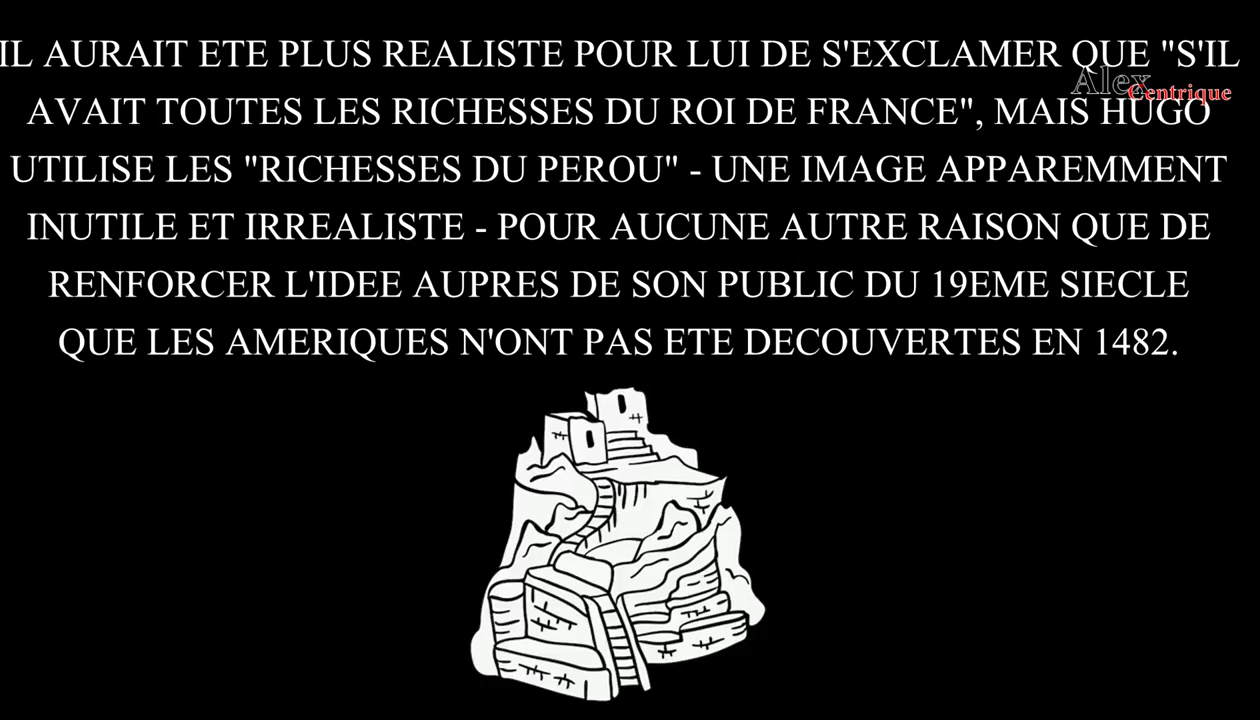 IL AURAIT ETE PLUS REALISTE POUR LUI DE S'EXCLAMER QUE "S'IL
AVAIT TOUTES LES RICHESSES DU ROI DE FRANCE", MAIS HUGO
UTILISE LES "RICHESSES DU PEROU" - UNE IMAGE APPAREMMENT
INUTILE ET IRREALISTE - POUR AUCUNE AUTRE RAISON QUE DE
RENFORCER L'IDEE AUPRES DE SON PUBLIC DU 19EME SIECLE
QUE LES AMERIQUES N'ONT PAS ETE DECOUVERTES EN 1482.
Alex
Centrique